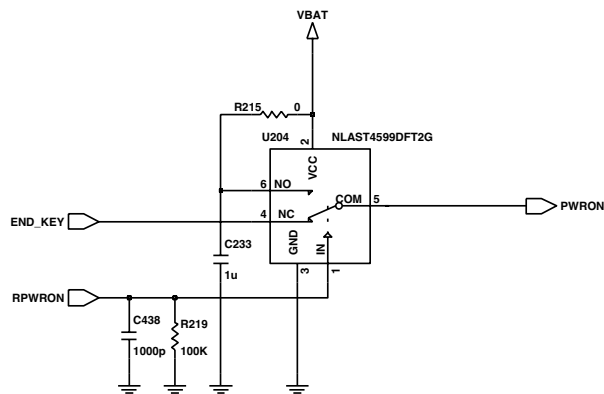 VBAT
R215 0
U204 NLAST4599DFT2G
2
VCC
6 NO
COM 5
PWRON
END_KEY
4 NC
GND
IN
C233
1u
3
1
RPWRON
C438
1000p
R219
100K